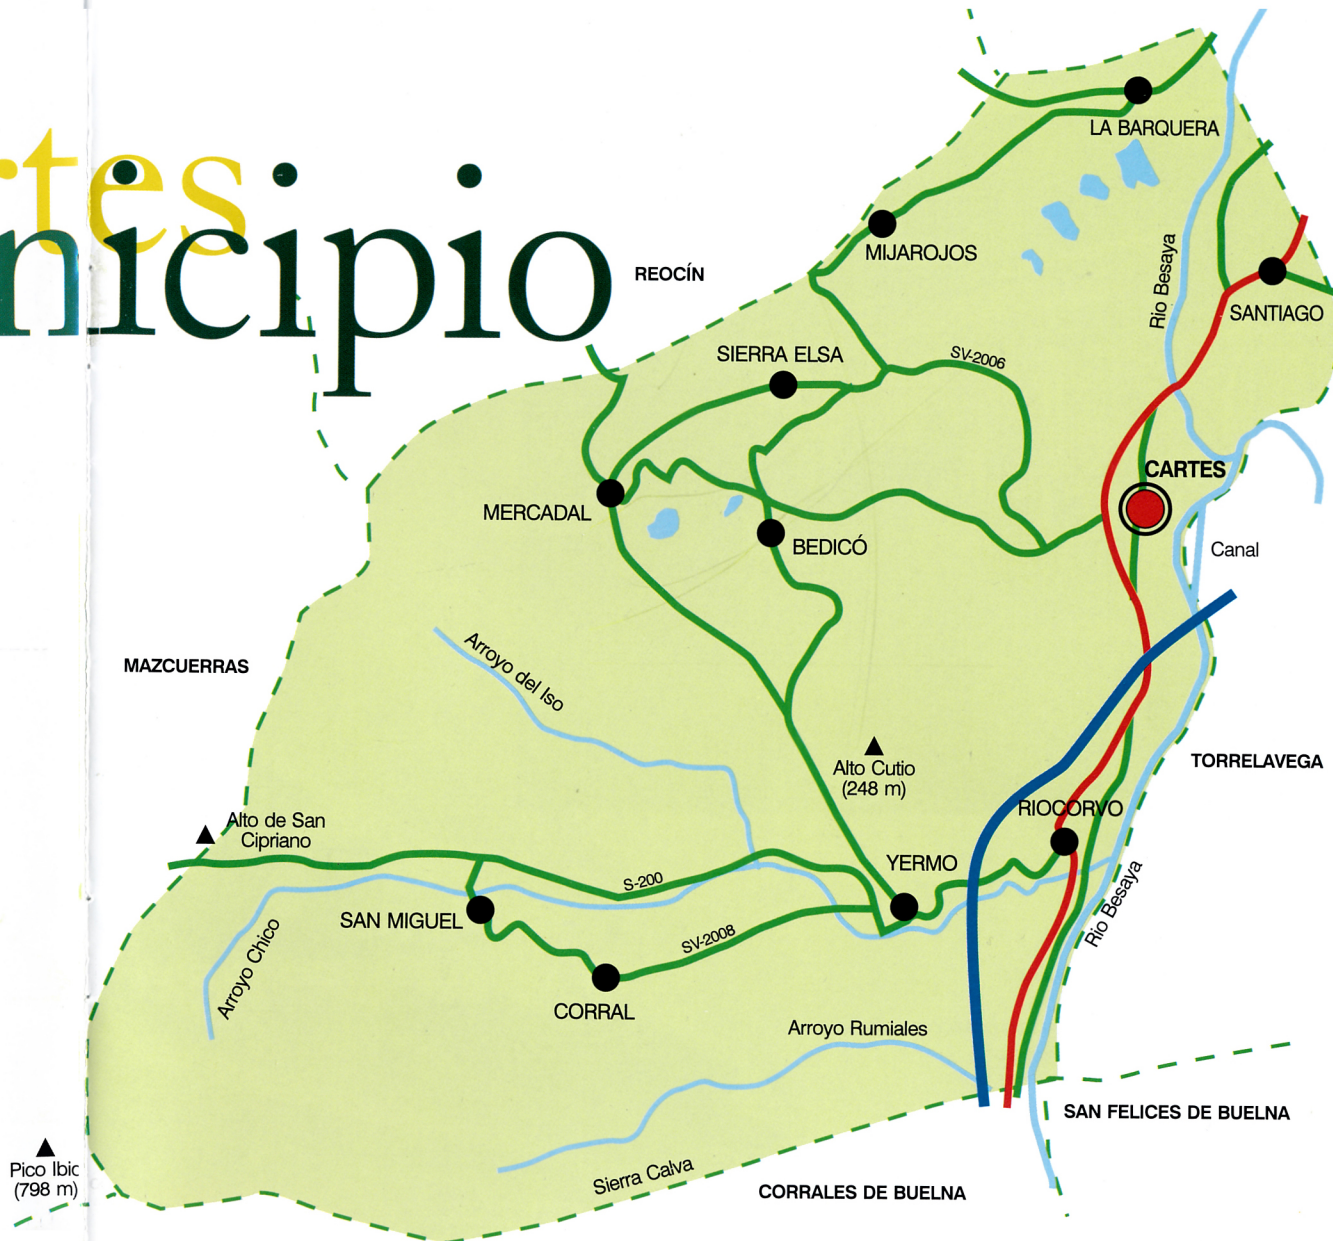 rtes
nicipio
REOCÍN
LA BARQUERA
MIJAROJOS
Rio Besaya
SANTIAGO
SIERRA ELSA
SV-2006
CARTES
MERCADAL
BEDICÓ
Canal
MAZCUERRAS
Arroyo del Iso
Alto Cutio
(248 m)
TORRELAVEGA
RIOCORVO
Alto de San
Cipriano
YERMO
S-200
SAN MIGUEL
SV-2008
Rio Besaya
Arroyo Chico
CORRAL
Arroyo Rumiales
SAN FELICES DE BUELNA
Pico Ibic
(798 m)
Sierra Calva
CORRALES DE BUELNA